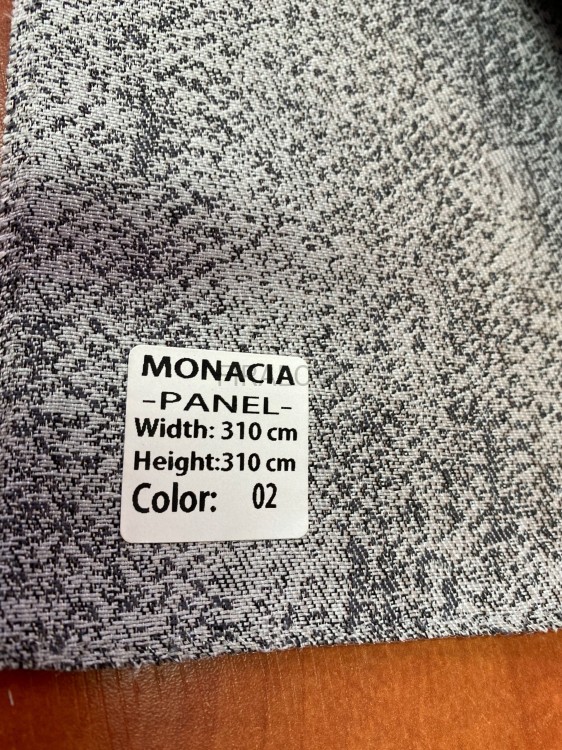 MONACIA
-PANEL-
Width: 310 cm
Height:310 cm
Color: 02